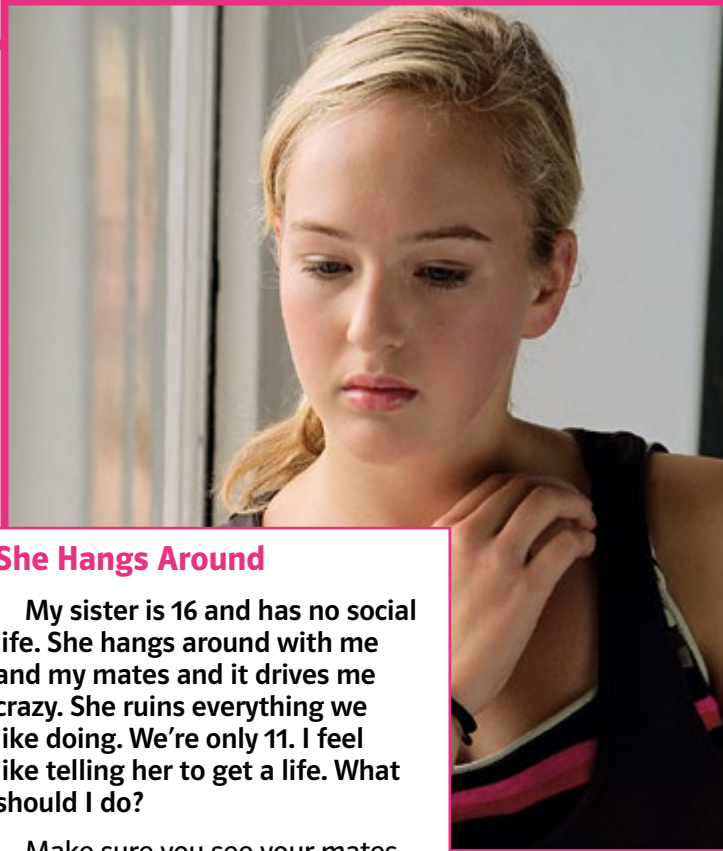 She Hangs Around
My sister is 16 and has no social
life. She hangs around with me
and my mates and it drives me
crazy. She ruins everything we
like doing. We're only 11. I feel
like telling her to get a life. What
should I do?
Make sure you see your mates